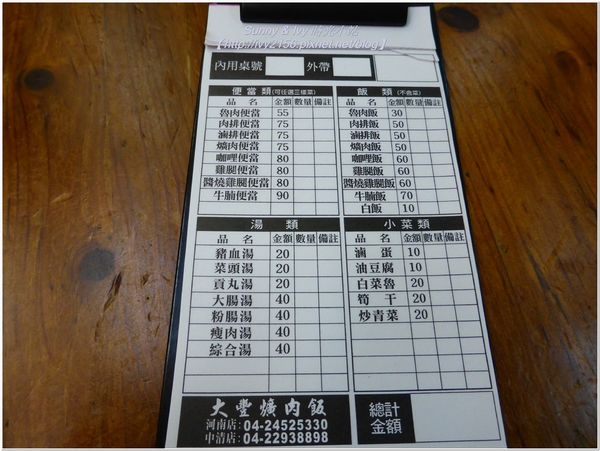 Sunny & Ivy
【http://ivy2156.pixnet.net/blog】
內用桌號 外帶
便當類(可任選三樣菜)
品名 金額 數量 備註
魯肉便當 55
肉排便當 75
滷排便當 75
爌肉便當 75
咖哩便當 80
雞腿便當 80
醬燒雞腿便當 80
牛腩便當 90
飯類(不含菜)
品名 金額 數量 備註
魯肉飯 30
肉排飯 50
滷排飯 50
爌肉飯 50
咖哩飯 60
雞腿飯 60
醬燒雞腿飯 60
牛腩飯 70
白飯 10
湯類
品名 金額 數量 備註
豬血湯 20
菜頭湯 20
貢丸湯 20
大腸湯 40
粉腸湯 40
瘦肉湯 40
綜合湯 40
小菜類
品名 金額 數量 備註
滷蛋 10
油豆腐 10
白菜魯 20
筍干 20
炒青菜 20
大豐爌肉飯
河南店:04-24525330
中清店:04-22938898
總計
金額